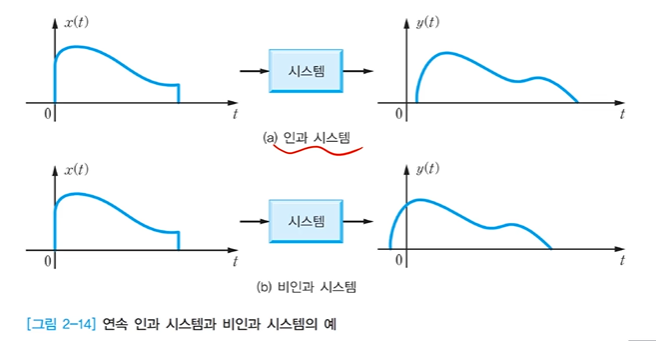 x(t)
y(t)
시스템
0
t
0
t
(a) 인과 시스템
x(t)
y(t)
시스템
0
t
0
t
(b) 비인과 시스템
[그림 2-14] 연속 인과 시스템과 비인과 시스템의 예